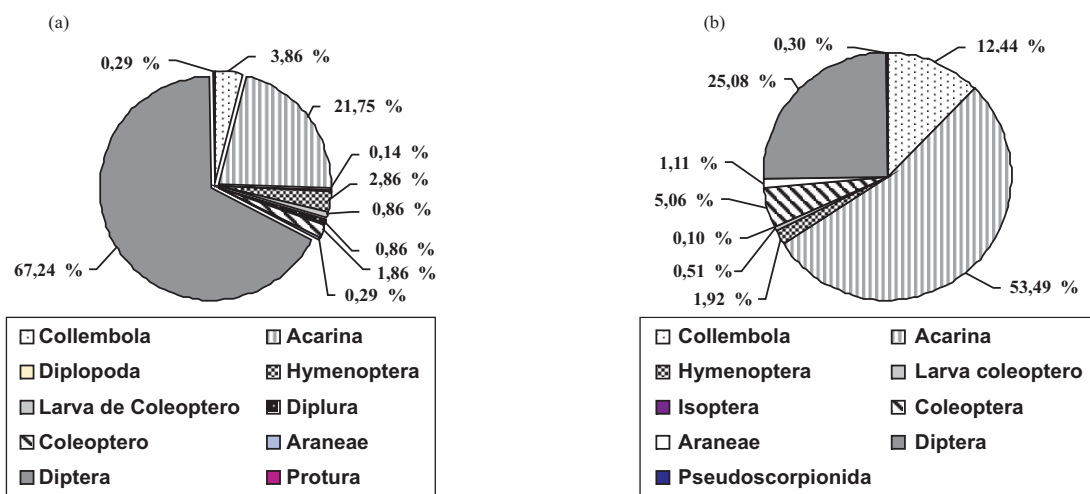 (a)
0,29 %
3,86 %
21,75 %
0,14 %
2,86 %
0,86 %
0,86 %
1,86 %
0,29 %
67,24 %
Collembola
Acarina
Diplopoda
Hymenoptera
Larva de Coleoptero
Diplura
Coleoptero
Araneae
Diptera
Protura
(b)
0,30 %
12,44 %
25,08 %
1,11 %
5,06 %
0,10 %
0,51 %
1,92 %
53,49 %
Collembola
Acarina
Hymenoptera
Larva coleoptero
Isoptera
Coleoptera
Araneae
Diptera
Pseudoscorpionida